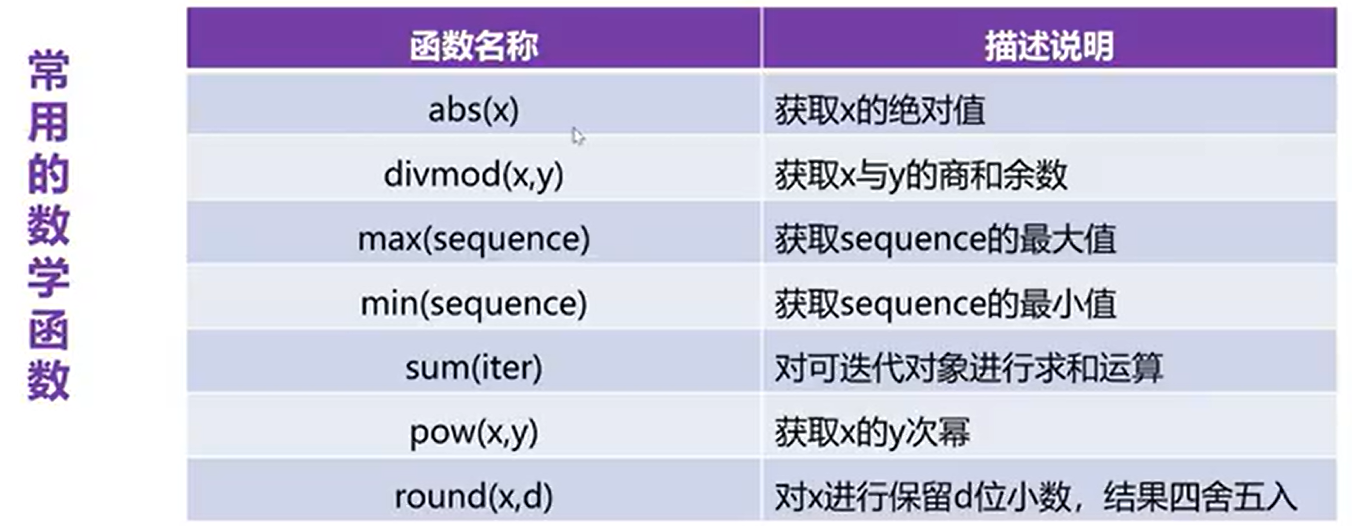 常用的数学函数
函数名称 描述说明
abs(x) 获取x的绝对值
divmod(x,y) 获取x与y的商和余数
max(sequence) 获取sequence的最大值
min(sequence) 获取sequence的最小值
sum(iter) 对可迭代对象进行求和运算
pow(x,y) 获取x的y次幂
round(x,d) 对x进行保留d位小数，结果四舍五入